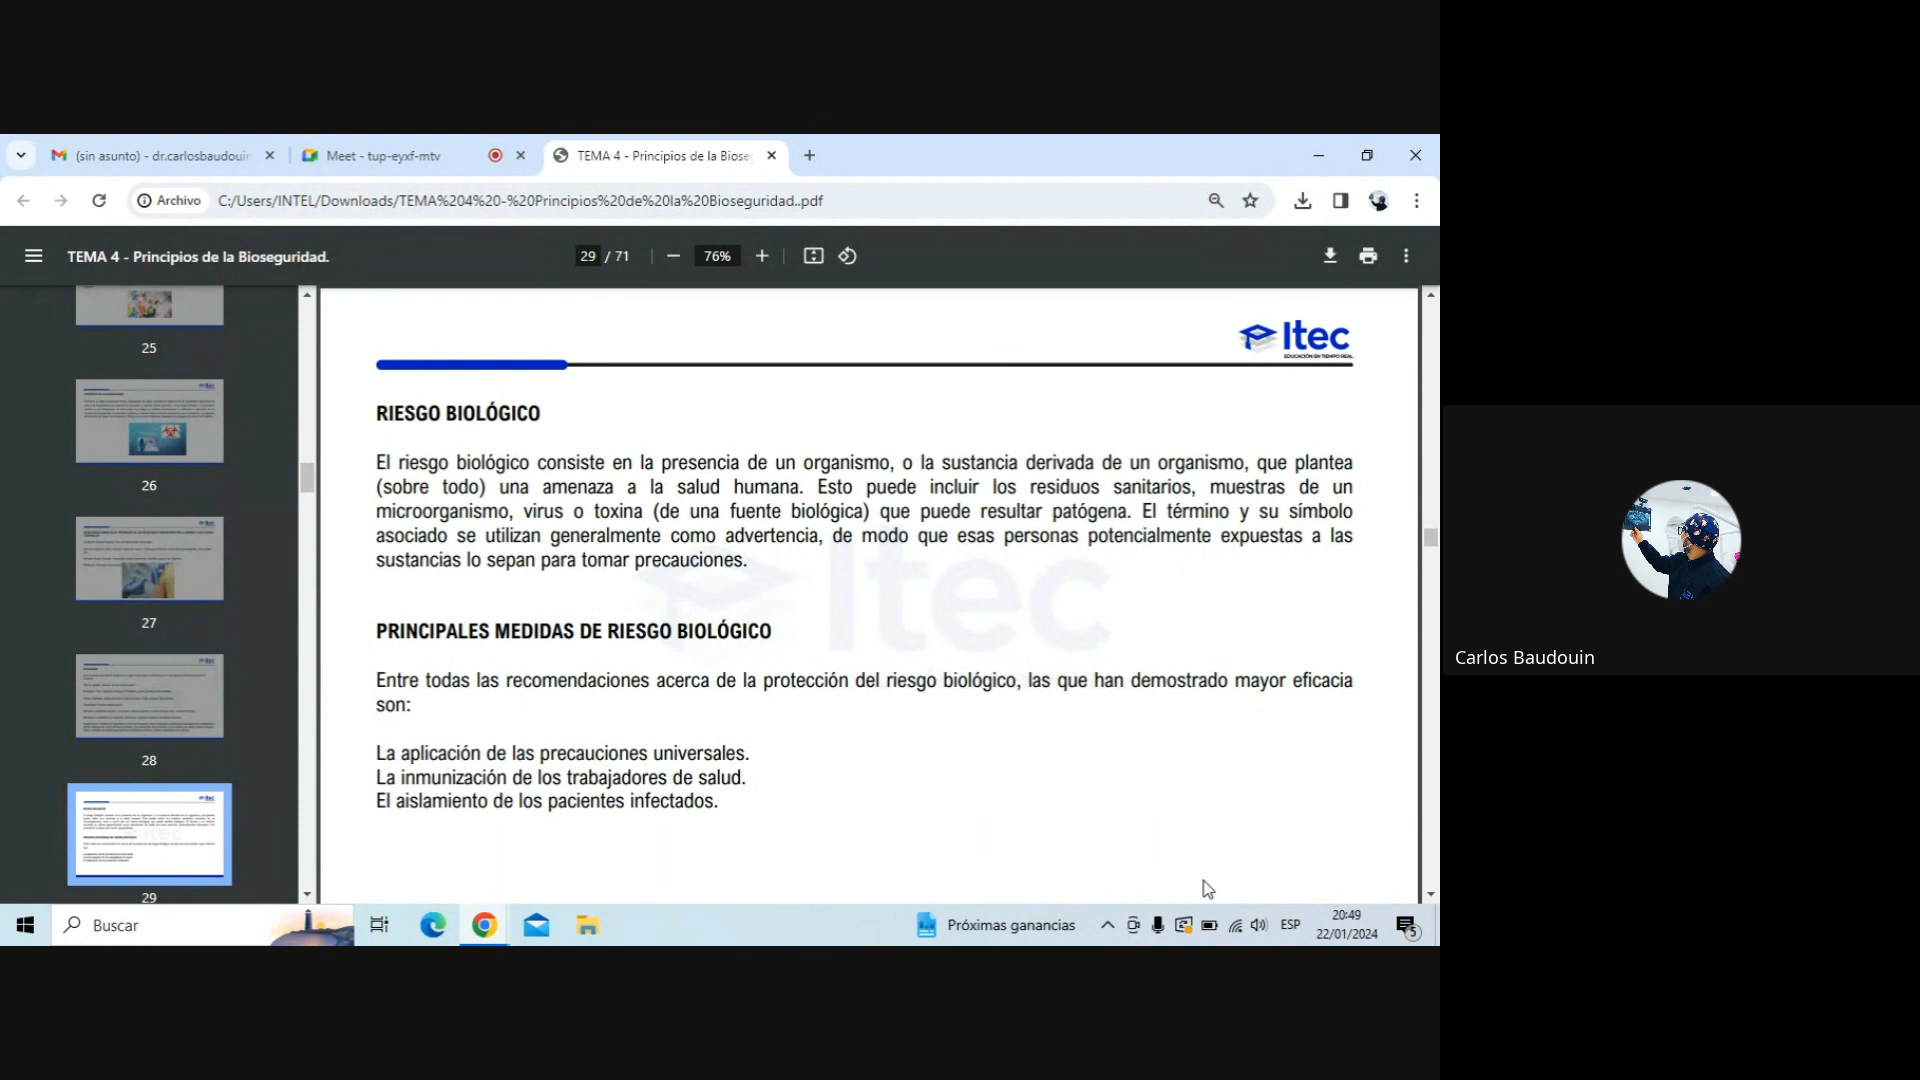 (sin asunto) - dr.carlosbaudouin
Meet - tup-eyxf-mtv
TEMA 4 - Principios de la Biose
Archivo
C:/Users/INTEL/Downloads/TEMA%204%20-%20Principios%20de%20la%20Bioseguridad..pdf
TEMA 4 - Principios de la Bioseguridad.
29 / 71
76%
25
26
27
28
29
Itec
EDUCACIÓN EN TIEMPO REAL
RIESGO BIOLÓGICO
El riesgo biológico consiste en la presencia de un organismo, o la sustancia derivada de un organismo, que plantea
(sobre todo) una amenaza a la salud humana. Esto puede incluir los residuos sanitarios, muestras de un
microorganismo, virus o toxina (de una fuente biológica) que puede resultar patógena. El término y su símbolo
asociado se utilizan generalmente como advertencia, de modo que esas personas potencialmente expuestas a las
sustancias lo sepan para tomar precauciones.
Itec
PRINCIPALES MEDIDAS DE RIESGO BIOLÓGICO
Entre todas las recomendaciones acerca de la protección del riesgo biológico, las que han demostrado mayor eficacia
son:
La aplicación de las precauciones universales.
La inmunización de los trabajadores de salud.
El aislamiento de los pacientes infectados.
Carlos Baudouin
Buscar
Próximas ganancias
ESP
20:49
22/01/2024
5